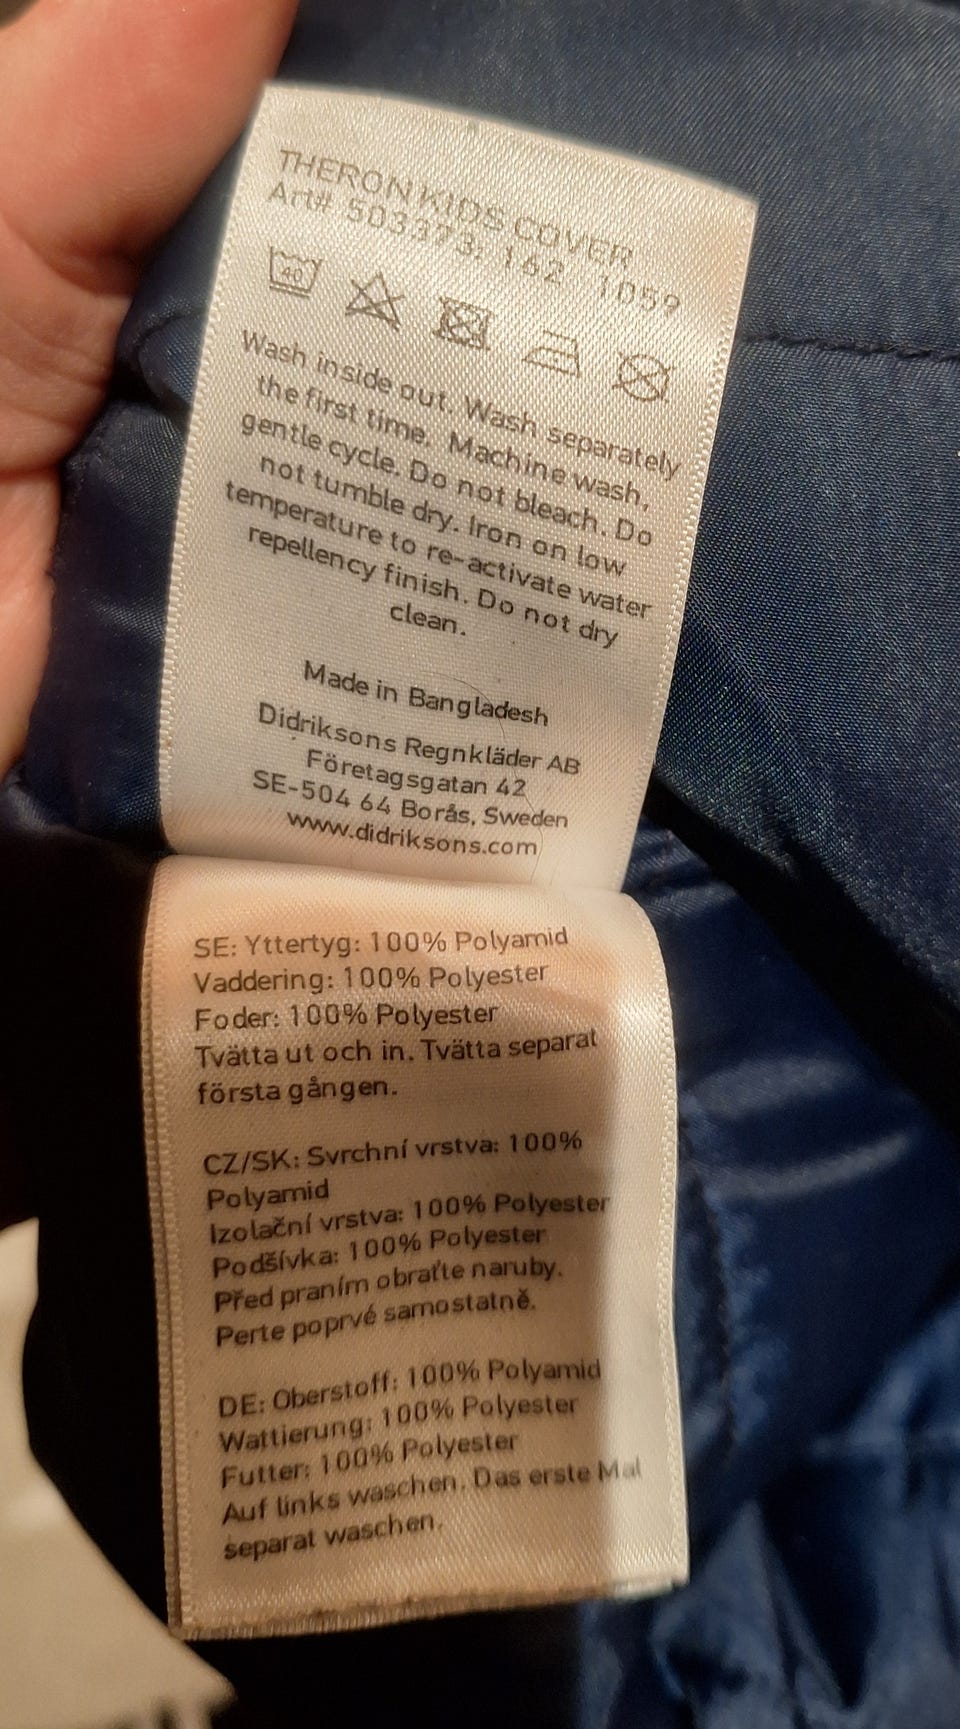 THERON KIDS COVER
Art# 503373; 162 1059
40
Wash inside out. Wash separately
the first time. Machine wash,
gentle cycle. Do not bleach. Do
not tumble dry. Iron on low
temperature to re-activate water
repellency finish. Do not dry
clean.
Made in Bangladesh
Didriksons Regnkläder AB
Företagsgatan 42
SE-504 64 Borås, Sweden
www.didriksons.com
SE: Yttertyg: 100% Polyamid
Vaddering: 100% Polyester
Foder: 100% Polyester
Tvätta ut och in. Tvätta separat
första gången.
CZ/SK: Svrchní vrstva: 100%
Polyamid
Izolační vrstva: 100% Polyester
Podšívka: 100% Polyester
Před praním obraťte naruby.
Perte poprvé samostatně.
DE: Oberstoff: 100% Polyamid
Wattierung: 100% Polyester
Futter: 100% Polyester
Auf links waschen. Das erste Mal
separat waschen.